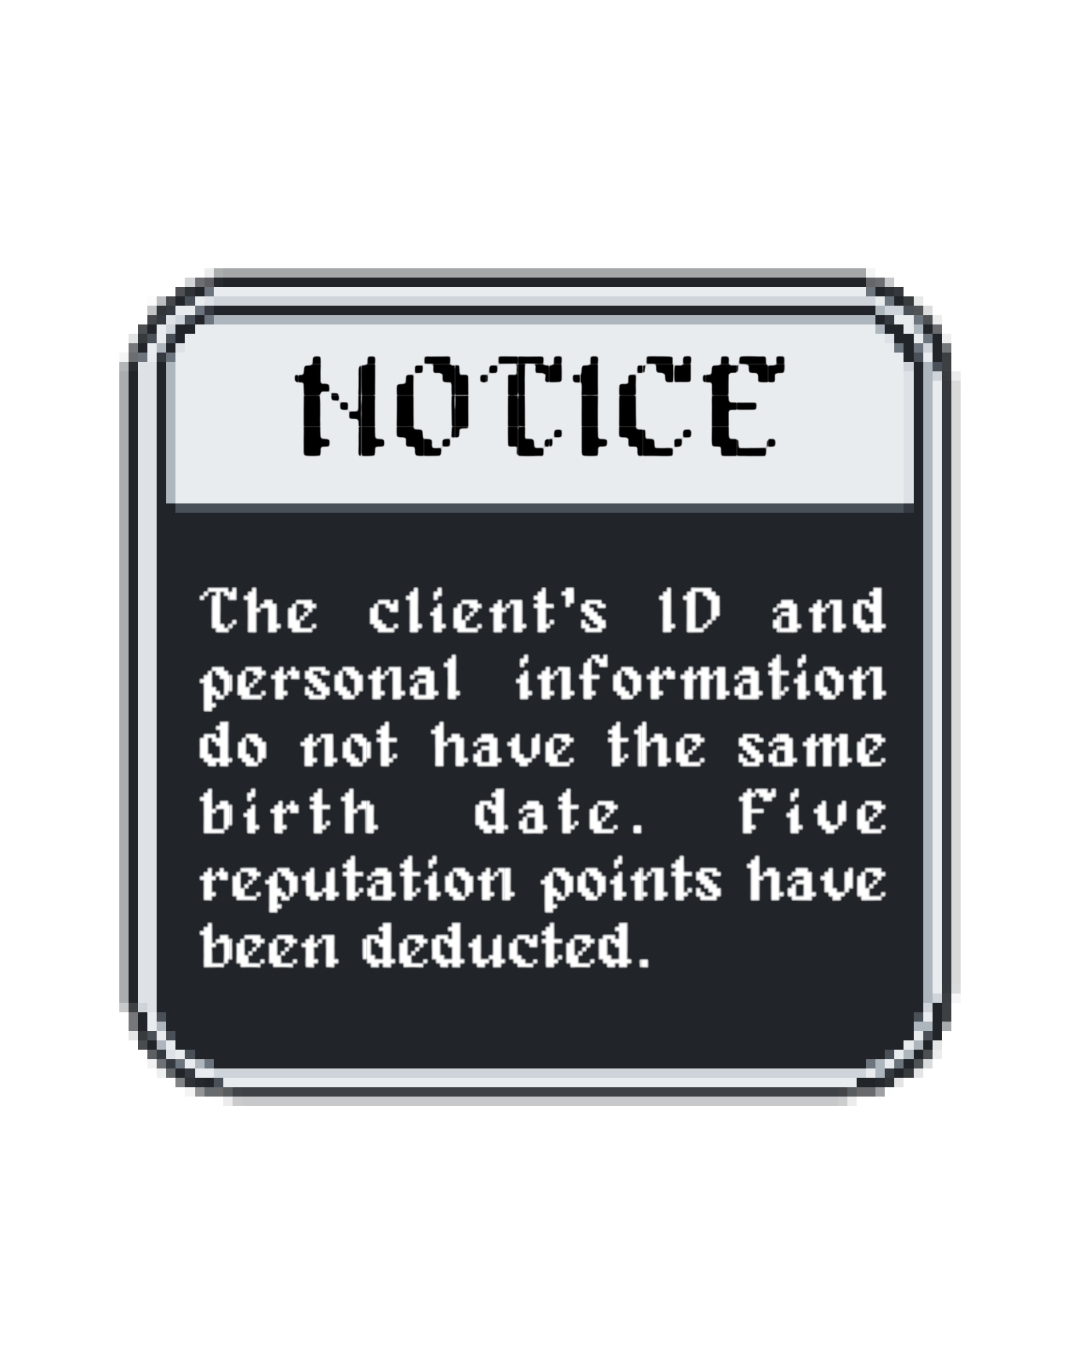 NOTICE
The client's ID and
personal information
do not have the same
birth date. Five
reputation points have
been deducted.